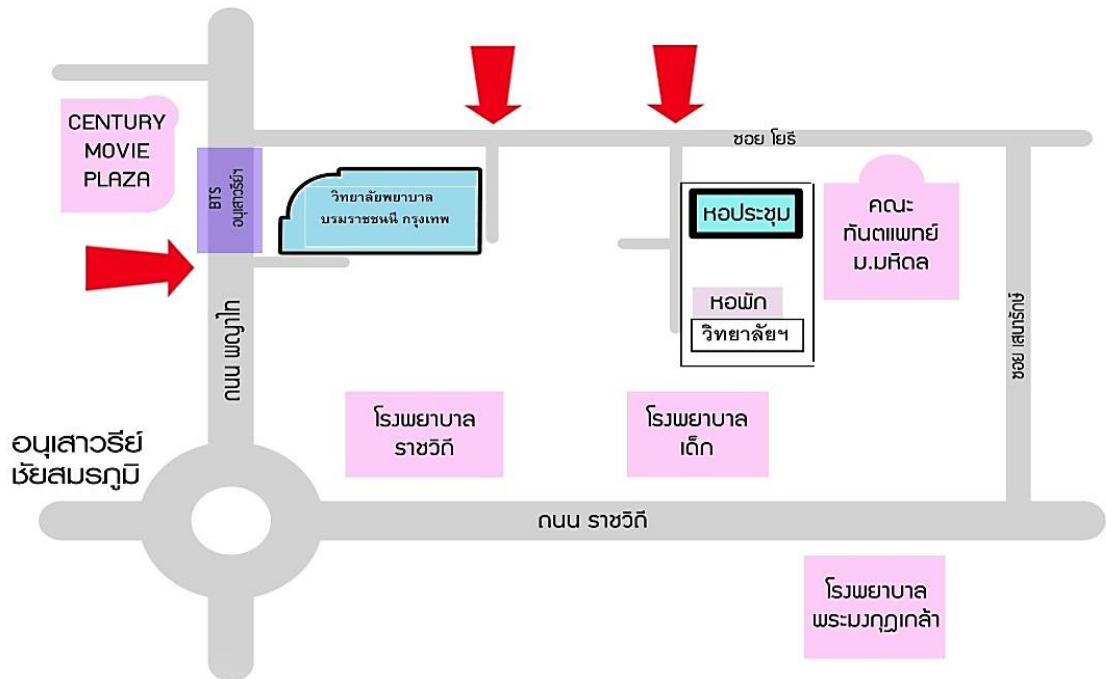 CENTURY
MOVIE
PLAZA
BTS
อนุเสาวรีย์ฯ
วิทยาลัยพยาบาล
บรมราชชนนี กรุงเทพ
ซอย โยธี
หอประชุม
คณะ
ทันตแพทย์
ม.มหิดล
หอพัก
วิทยาลัยฯ
ถนน พญาไท
ซอย เสนารักษ์
โรงพยาบาล
ราชวิถี
โรงพยาบาล
เด็ก
อนุเสาวรีย์
ชัยสมรภูมิ
ถนน ราชวิถี
โรงพยาบาล
พระมงกุฎเกล้า